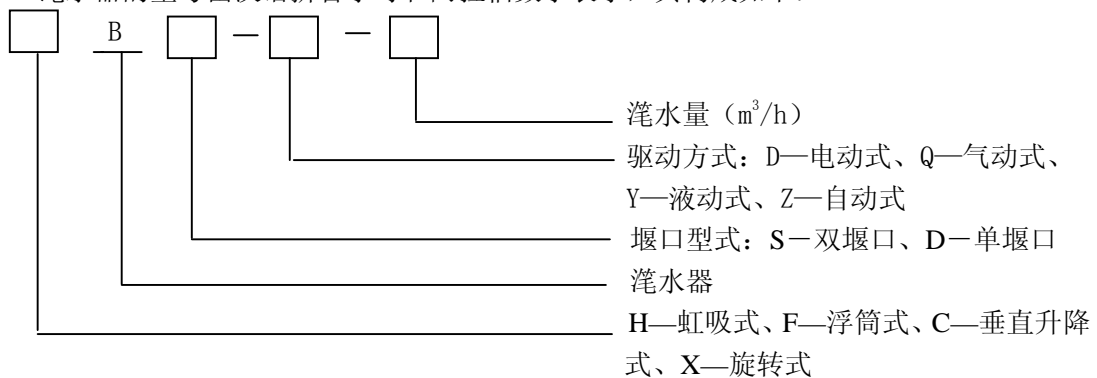 B － －
滗水量（m³/h）
驱动方式：D—电动式、Q—气动式、
Y—液动式、Z—自动式
堰口型式：S－双堰口、D－单堰口
滗水器
H—虹吸式、F—浮筒式、C—垂直升降
式、X—旋转式